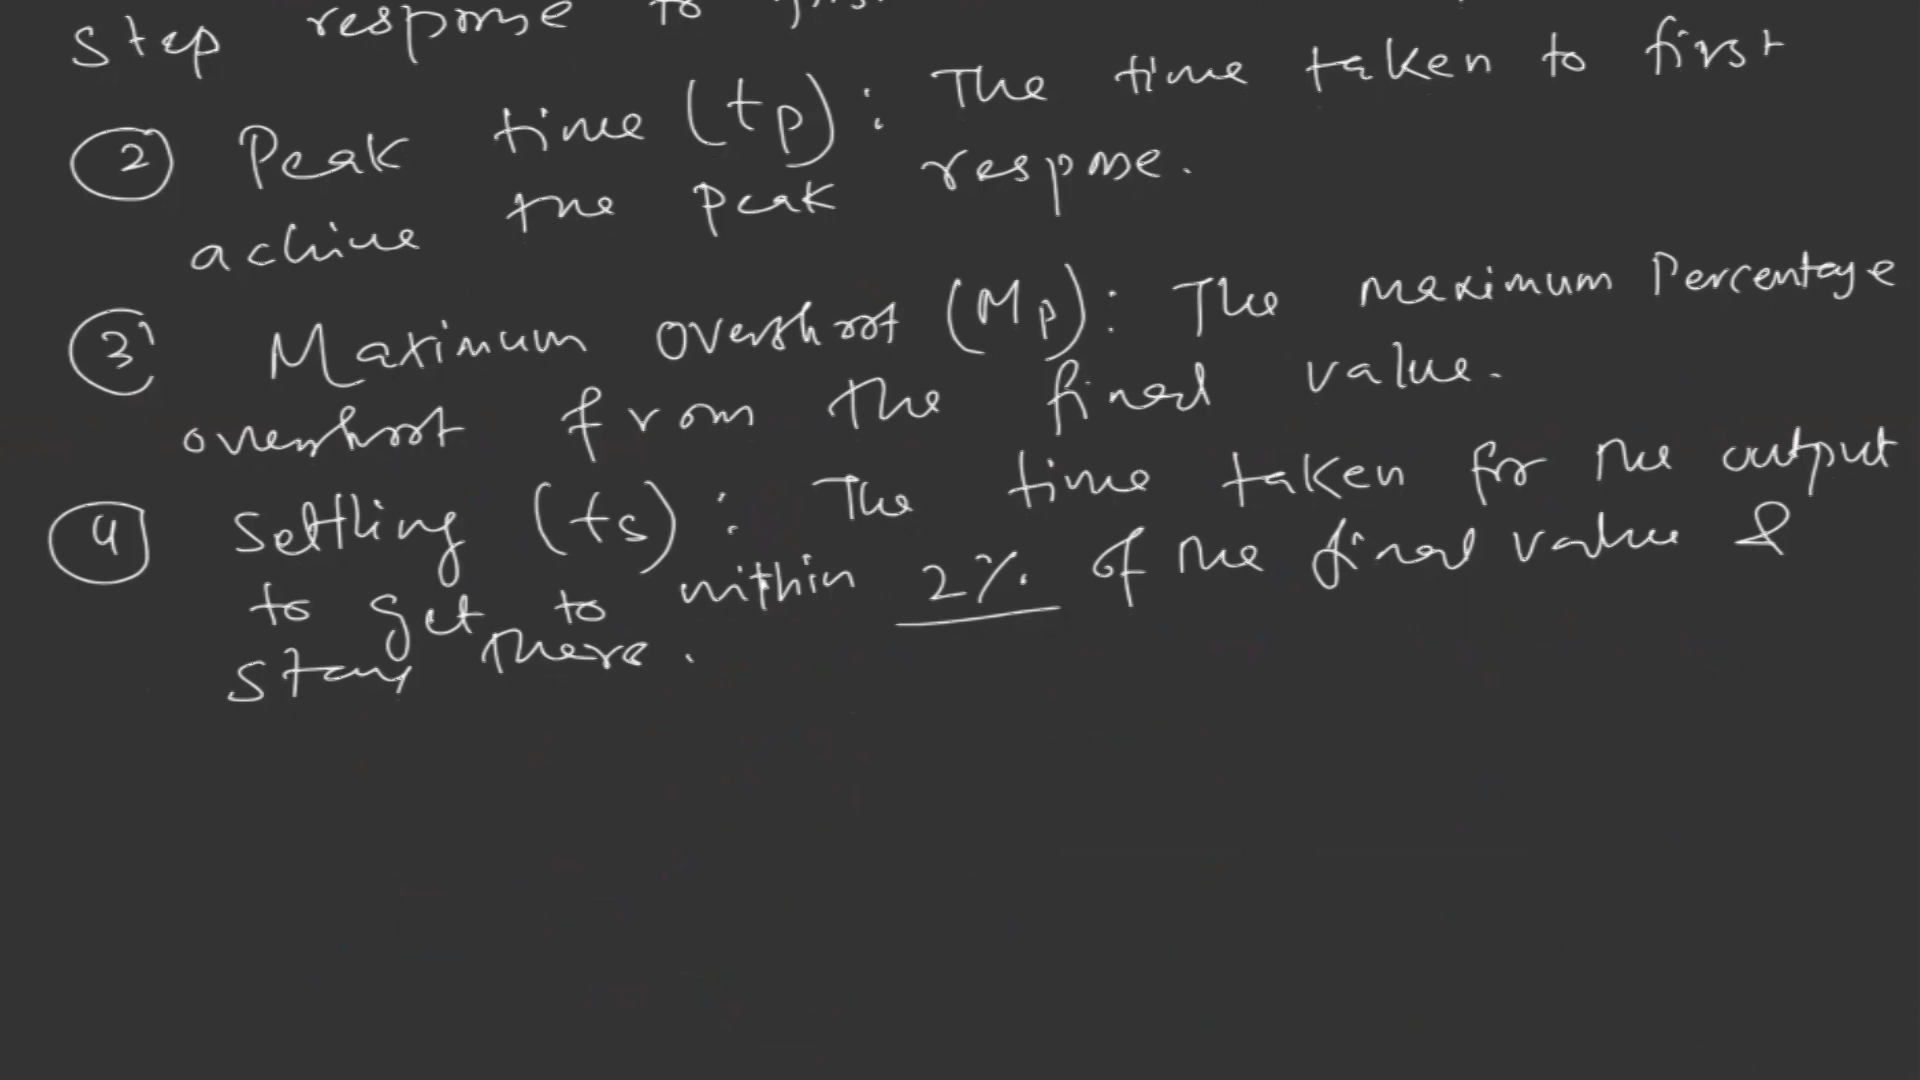 Step response to
② Peak time (tp): The time taken to first
achive the peak response.
③ Maximum overshoot (Mp): The maximum Percentage
overshoot from the final value.
④ Settling (ts): The time taken for the output
to get to within 2% of the final value &
stay there.